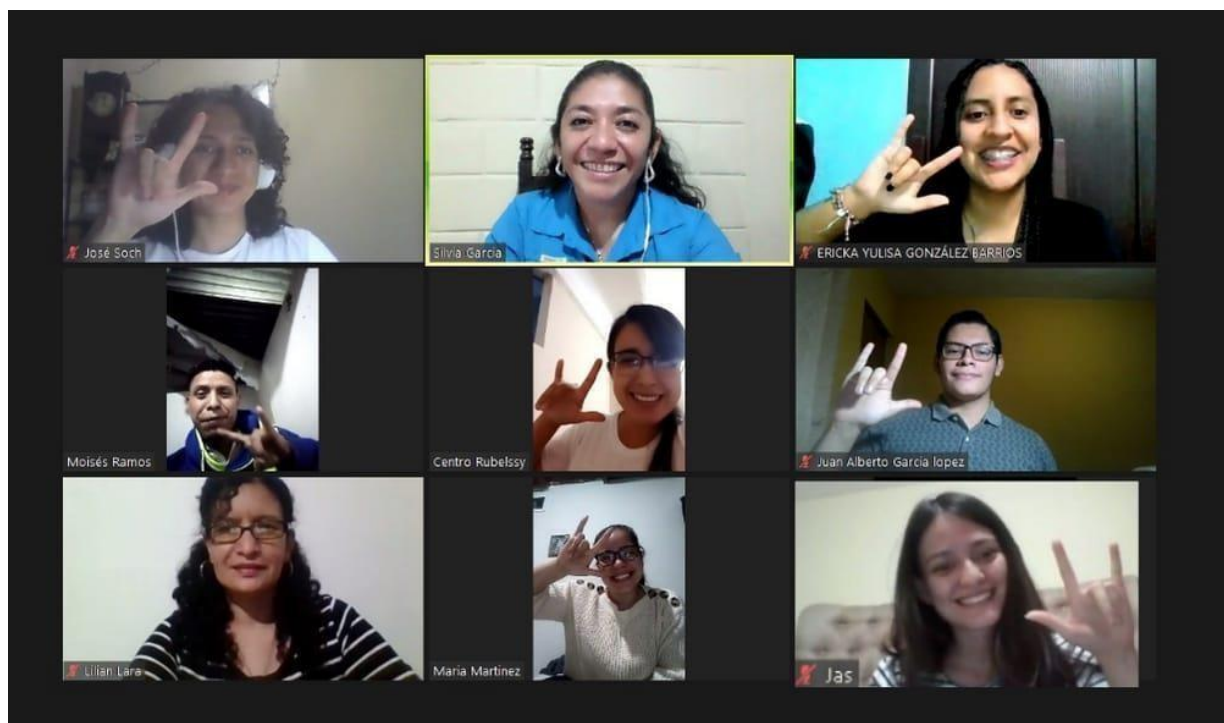 José Soch
Silvia Garcia
ERICKA YULISA GONZÁLEZ BARRIOS
Moisés Ramos
Centro Rubelssy
Juan Alberto Garcia lopez
Lilian Lara
Maria Martinez
Jas